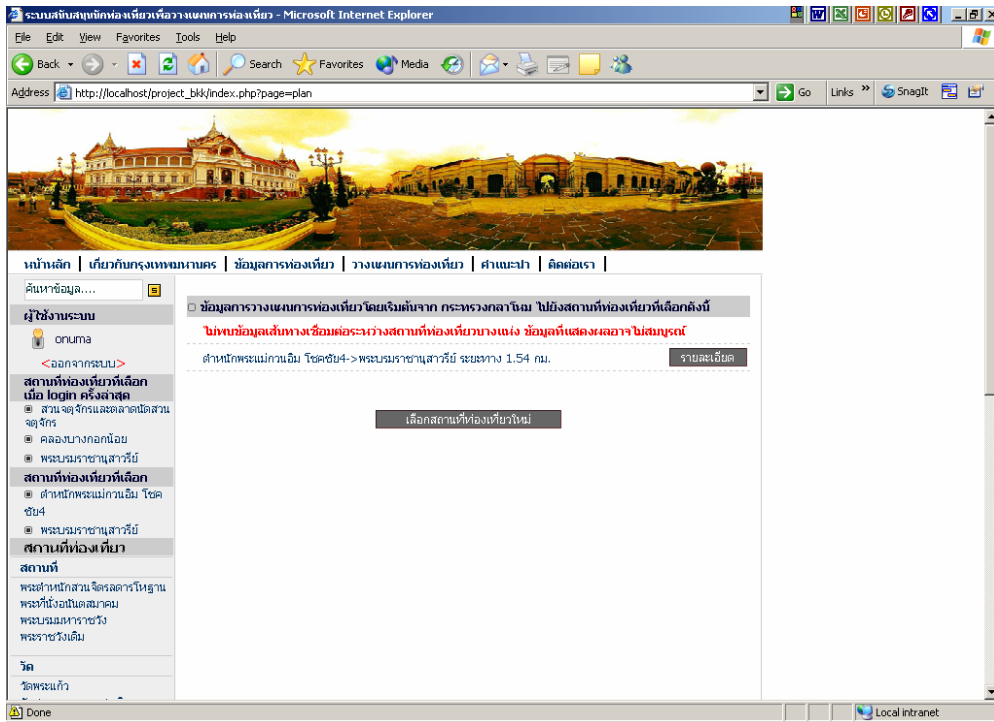 ระบบสนับสนุนนักท่องเที่ยวเพื่อวางแผนการท่องเที่ยว - Microsoft Internet Explorer
File Edit View Favorites Tools Help
Back Search Favorites Media
Address http://localhost/project_bkk/index.php?page=plan Go Links » SnagIt
หน้าหลัก | เกี่ยวกับกรุงเทพมหานคร | ข้อมูลการท่องเที่ยว | วางแผนการท่องเที่ยว | คำแนะนำ | ติดต่อเรา |
ค้นหาข้อมูล....
ผู้ใช้งานระบบ
onuma
<ออกจากระบบ>
สถานที่ท่องเที่ยวที่เลือก
เมื่อ login ครั้งล่าสุด
สวนจตุจักรและตลาดนัดสวน
จตุจักร
คลองบางกอกน้อย
พระบรมราชานุสาวรีย์
สถานที่ท่องเที่ยวที่เลือก
ตำหนักพระแม่กวนอิม โชค
ชัย4
พระบรมราชานุสาวรีย์
สถานที่ท่องเที่ยว
สถานที่
พระตำหนักสวนจิตรลดารโหฐาน
พระที่นั่งอนันตสมาคม
พระบรมมหาราชวัง
พระราชวังเดิม
วัด
วัดพระแก้ว
ข้อมูลการวางแผนการท่องเที่ยวโดยเริ่มต้นจาก กระทรวงกลาโหม ไปยังสถานที่ท่องเที่ยวที่เลือกดังนี้
ไม่พบข้อมูลเส้นทางเชื่อมต่อระหว่างสถานที่ท่องเที่ยวบางแห่ง ข้อมูลที่แสดงผลอาจไม่สมบูรณ์
ตำหนักพระแม่กวนอิม โชคชัย4->พระบรมราชานุสาวรีย์ ระยะทาง 1.54 กม. รายละเอียด
เลือกสถานที่ท่องเที่ยวใหม่
Done Local intranet